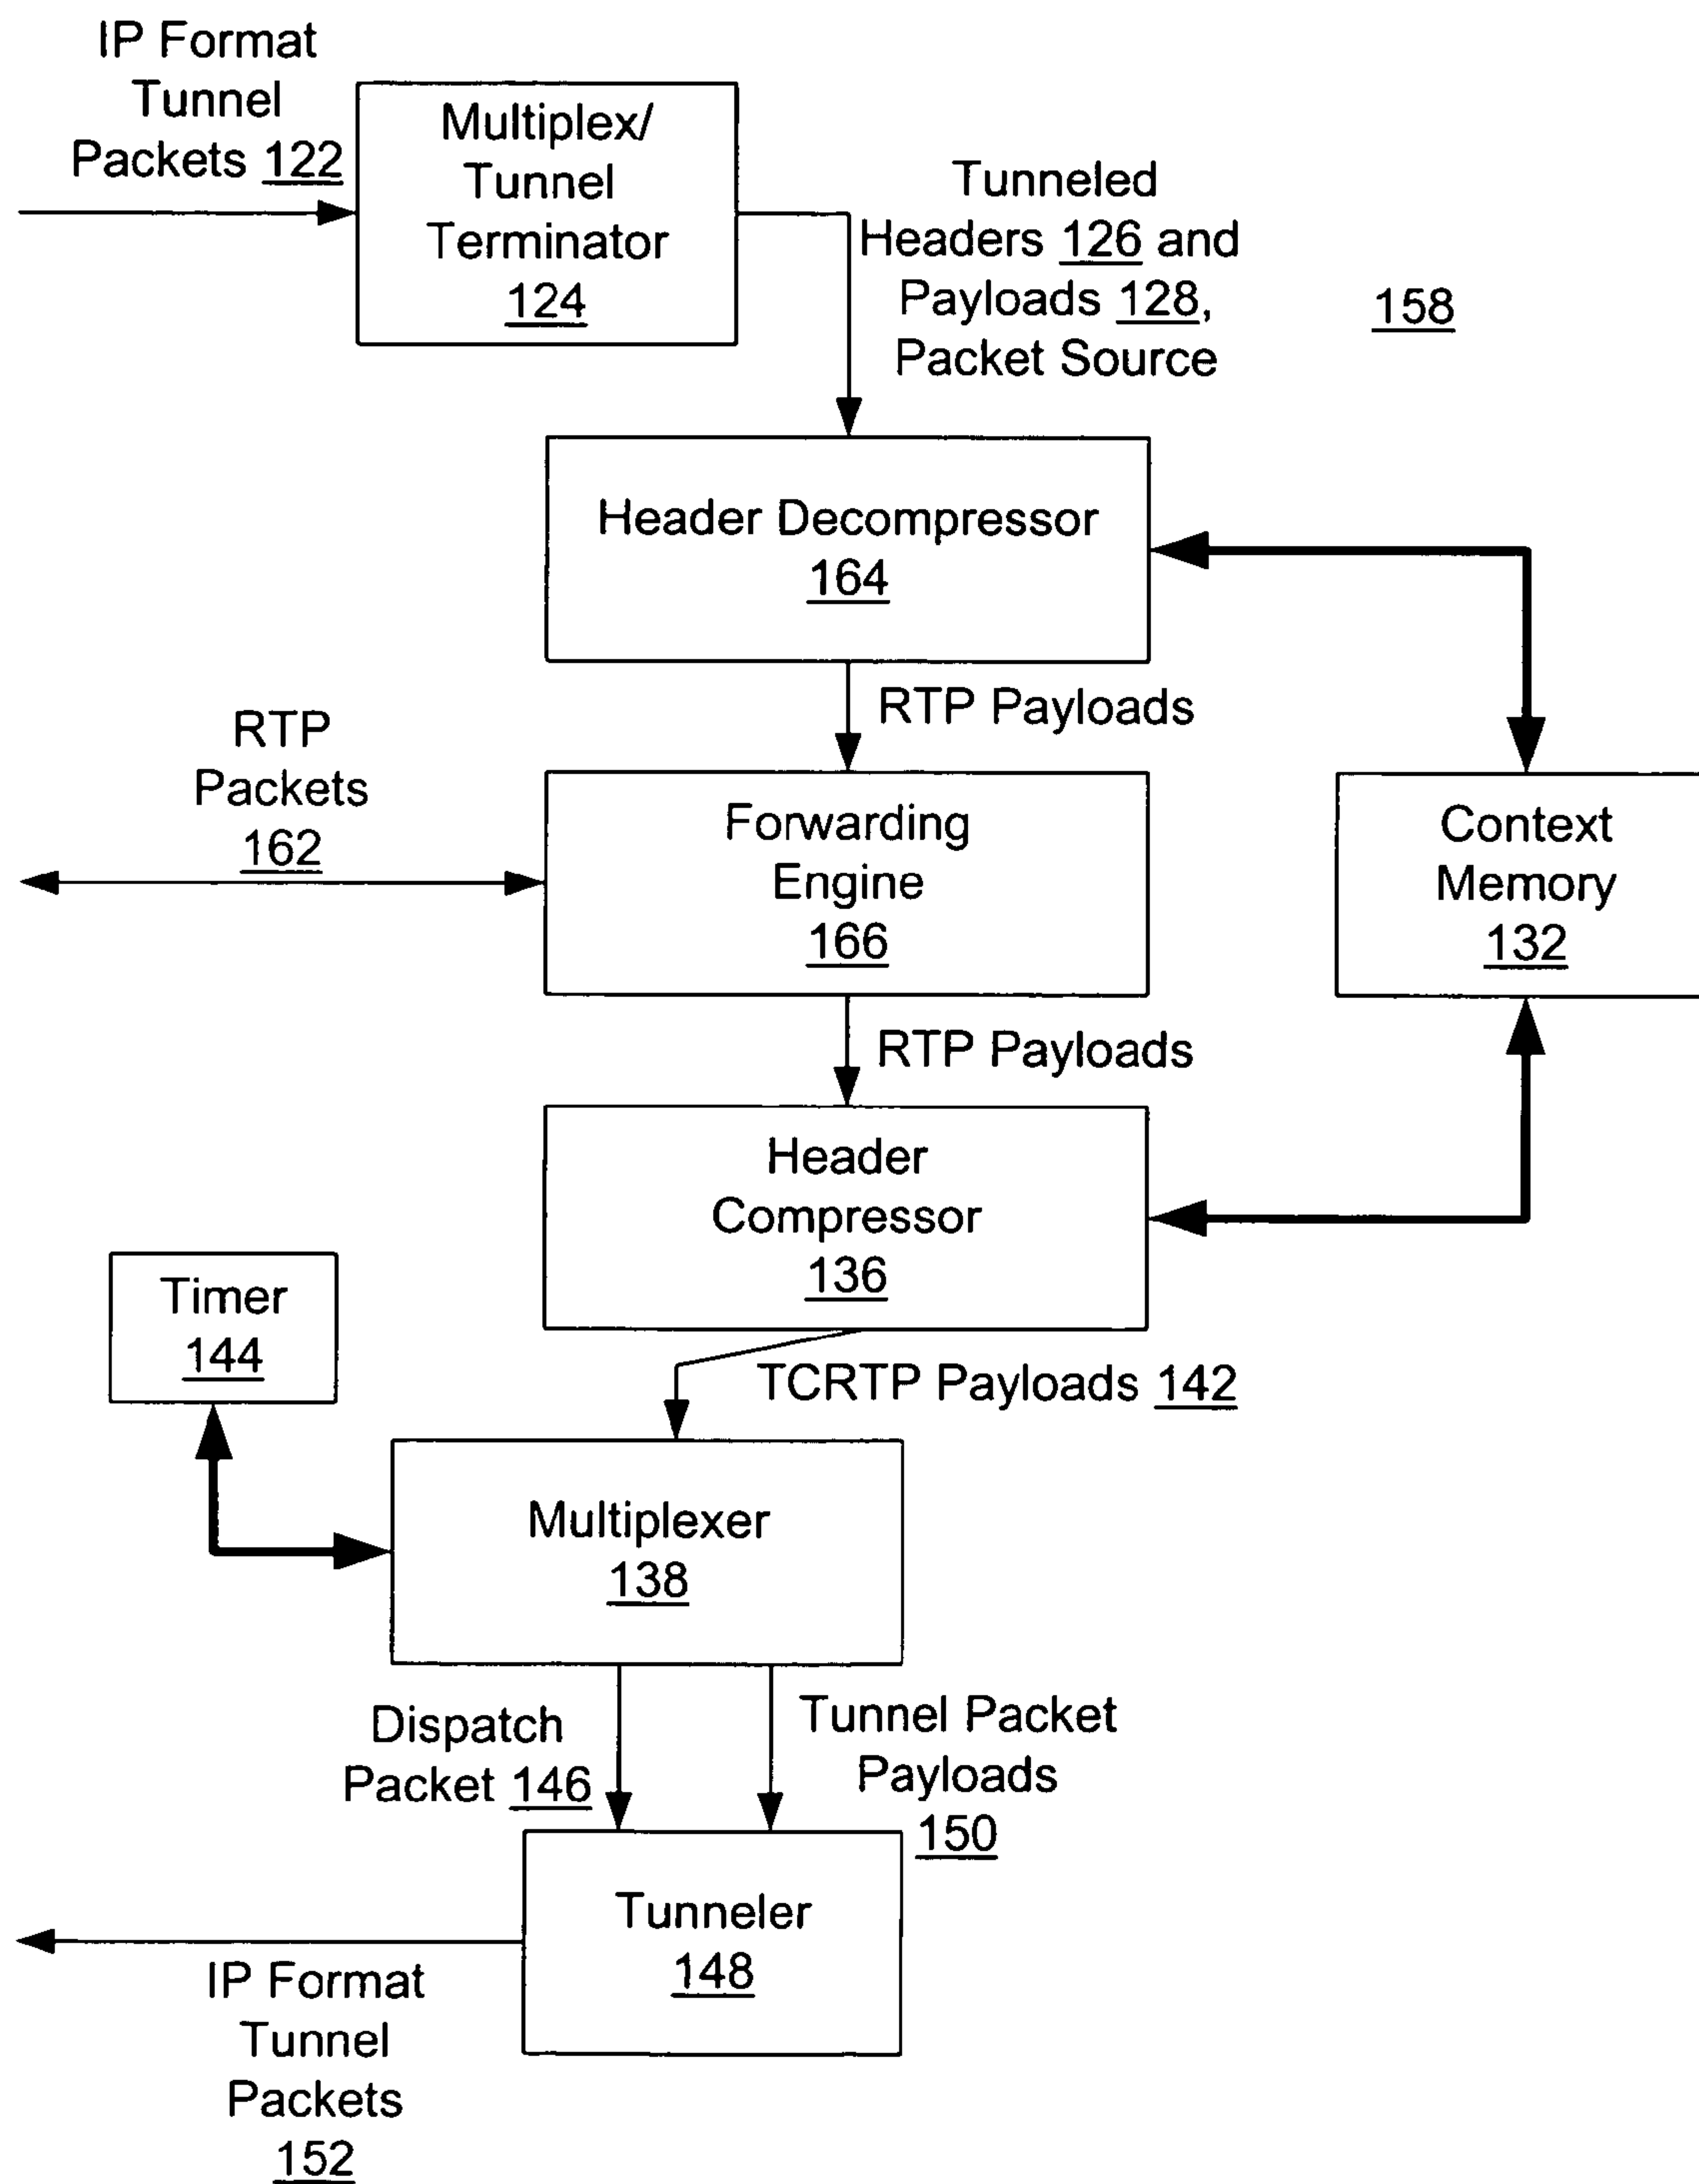 IP Format
Tunnel
Packets 122
Multiplex/
Tunnel
Terminator
124
Tunneled
Headers 126 and
Payloads 128,
Packet Source
158
Header Decompressor
164
RTP Payloads
RTP
Packets
162
Forwarding
Engine
166
Context
Memory
132
RTP Payloads
Header
Compressor
136
Timer
144
TCRTP Payloads 142
Multiplexer
138
Dispatch
Packet 146
Tunnel Packet
Payloads
150
Tunneler
148
IP Format
Tunnel
Packets
152